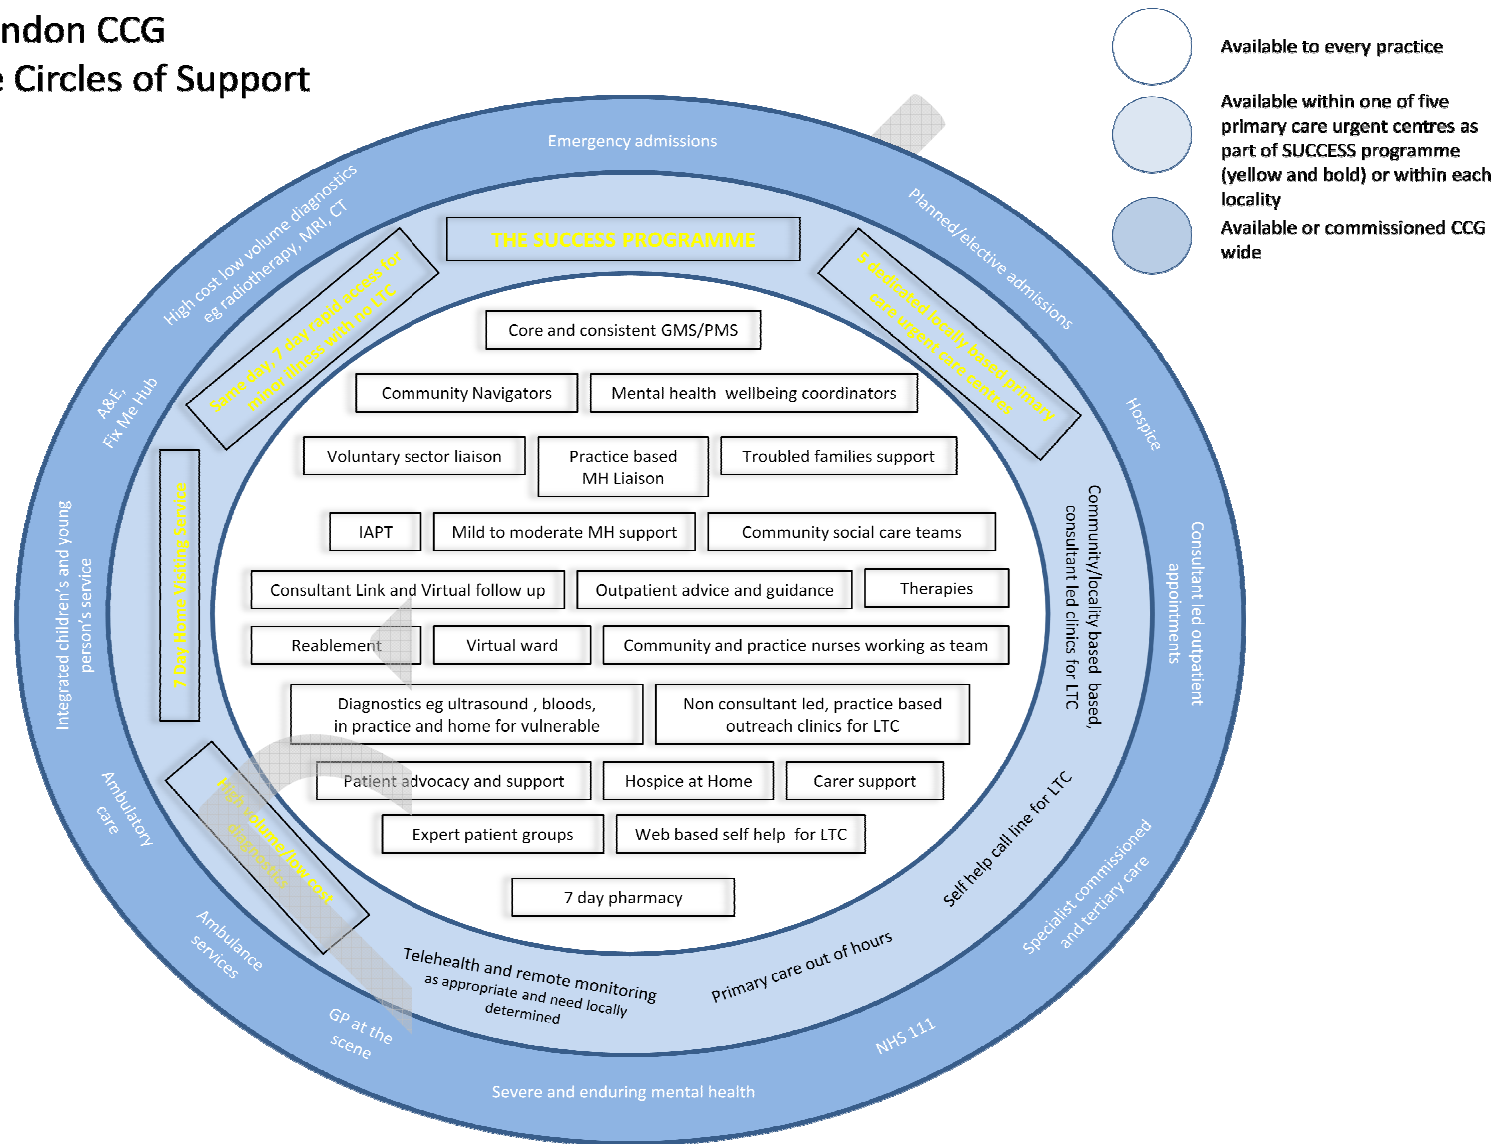 ndon CCG
e Circles of Support
Available to every practice
Available within one of five
primary care urgent centres as
part of SUCCESS programme
(yellow and bold) or within each
locality
Available or commissioned CCG
wide
Emergency admissions
High cost low volume diagnostics
eg radiotherapy, MRI, CT
Planned/elective admissions
A&E,
Fix Me Hub
Hospice
Integrated children's and young
person's service
Consultant led outpatient
appointments
Ambulatory
care
Specialist commissioned
and tertiary care
Ambulance
services
GP at the
scene
NHS 111
Severe and enduring mental health
THE SUCCESS PROGRAMME
Same day, 7 day rapid access for
minor illness with no LTC
5 dedicated locally based primary
care urgent care centres
7 Day Home Visiting Service
Community/locality based based,
consultant led clinics for LTC
High volume/low cost
diagnostics
Self help call line for LTC
Telehealth and remote monitoring
as appropriate and need locally
determined
Primary care out of hours
Core and consistent GMS/PMS
Community Navigators
Mental health wellbeing coordinators
Voluntary sector liaison
Practice based
MH Liaison
Troubled families support
IAPT
Mild to moderate MH support
Community social care teams
Consultant Link and Virtual follow up
Outpatient advice and guidance
Therapies
Reablement
Virtual ward
Community and practice nurses working as team
Diagnostics eg ultrasound , bloods,
in practice and home for vulnerable
Non consultant led, practice based
outreach clinics for LTC
Patient advocacy and support
Hospice at Home
Carer support
Expert patient groups
Web based self help for LTC
7 day pharmacy